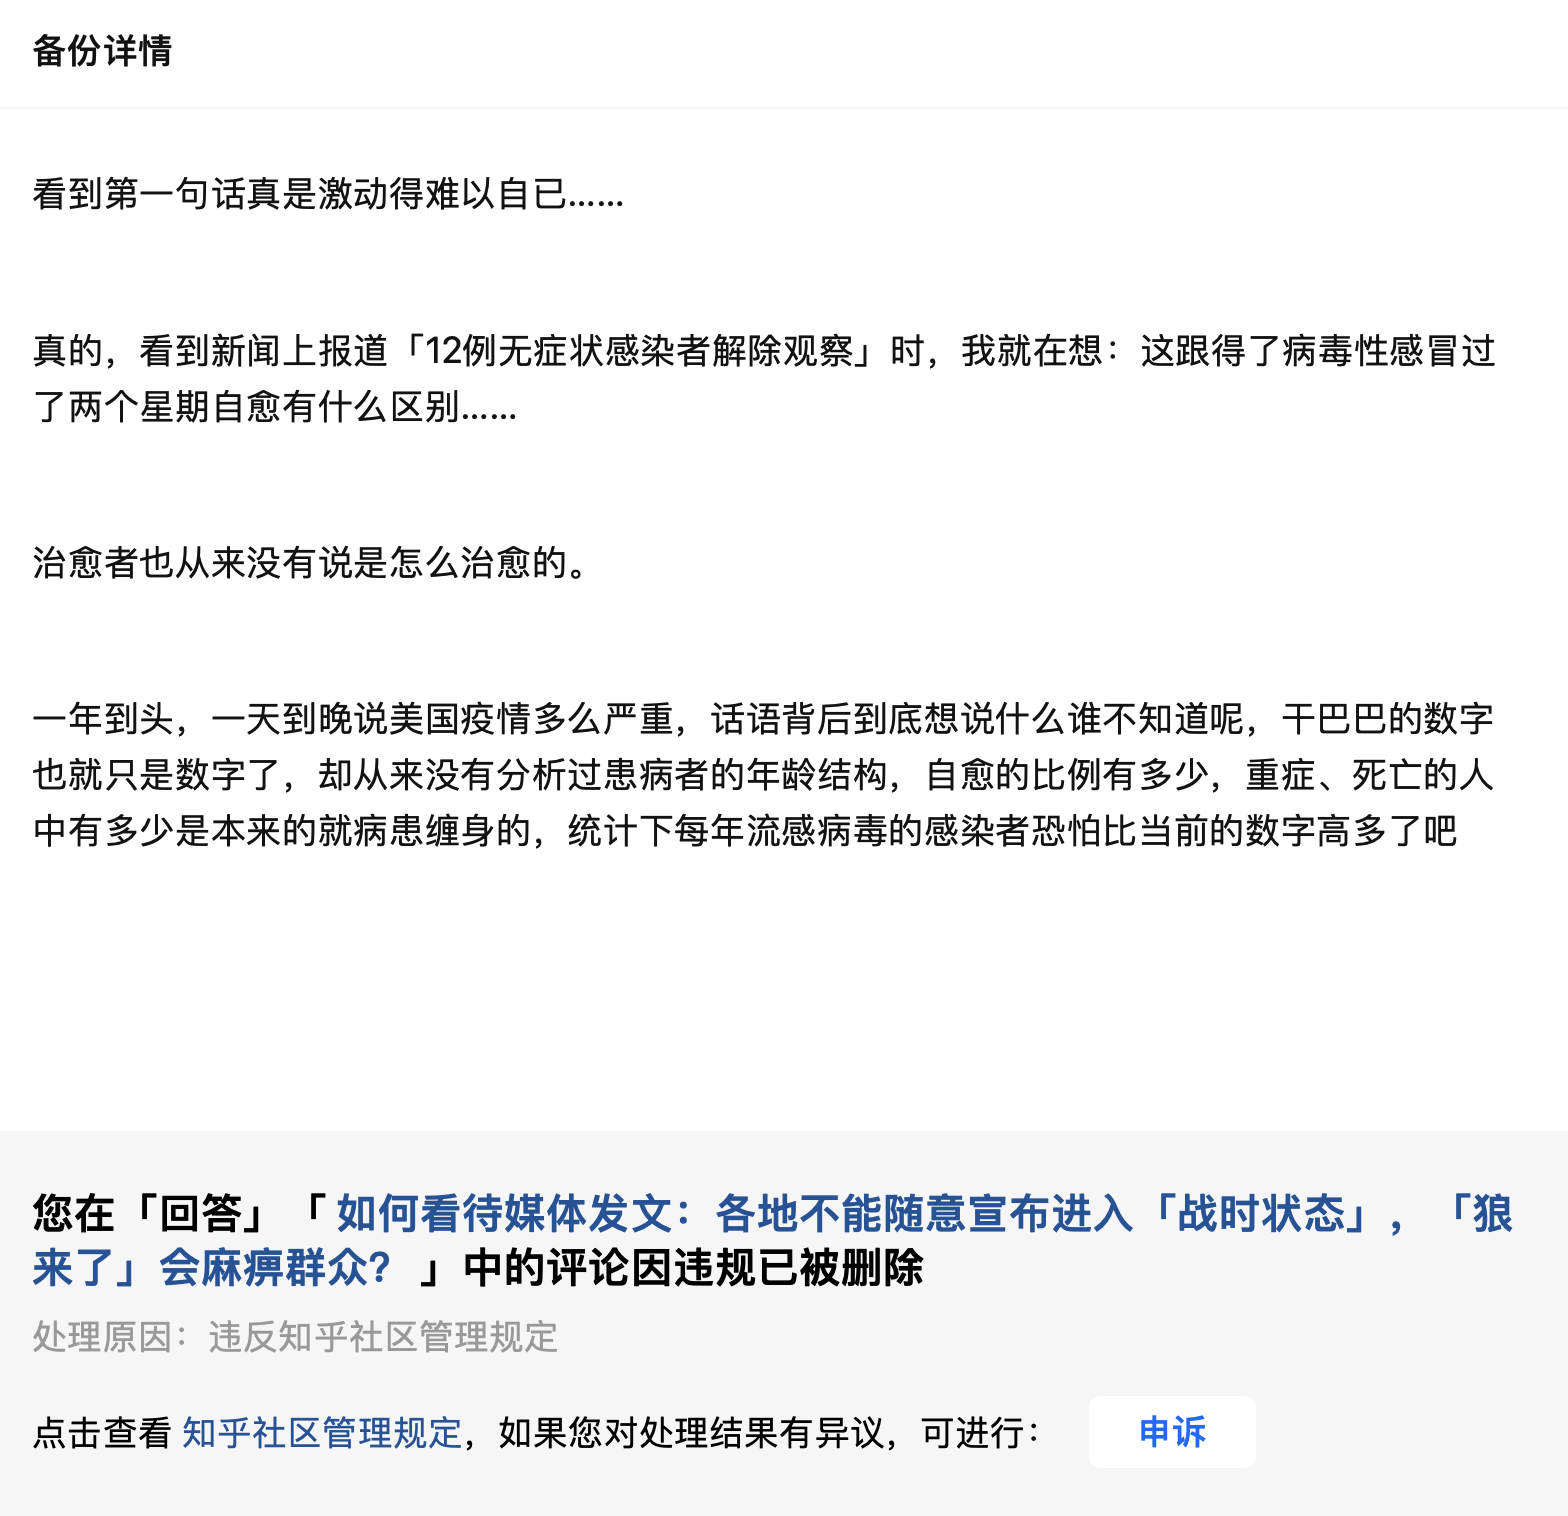 备份详情
看到第一句话真是激动得难以自已……
真的，看到新闻上报道「12例无症状感染者解除观察」时，我就在想：这跟得了病毒性感冒过
了两个星期自愈有什么区别……
治愈者也从来没有说是怎么治愈的。
一年到头，一天到晚说美国疫情多么严重，话语背后到底想说什么谁不知道呢，干巴巴的数字
也就只是数字了，却从来没有分析过患病者的年龄结构，自愈的比例有多少，重症、死亡的人
中有多少是本来的就病患缠身的，统计下每年流感病毒的感染者恐怕比当前的数字高多了吧
您在「回答」「如何看待媒体发文：各地不能随意宣布进入「战时状态」，「狼
来了」会麻痹群众？」中的评论因违规已被删除
处理原因：违反知乎社区管理规定
点击查看 知乎社区管理规定，如果您对处理结果有异议，可进行： 申诉